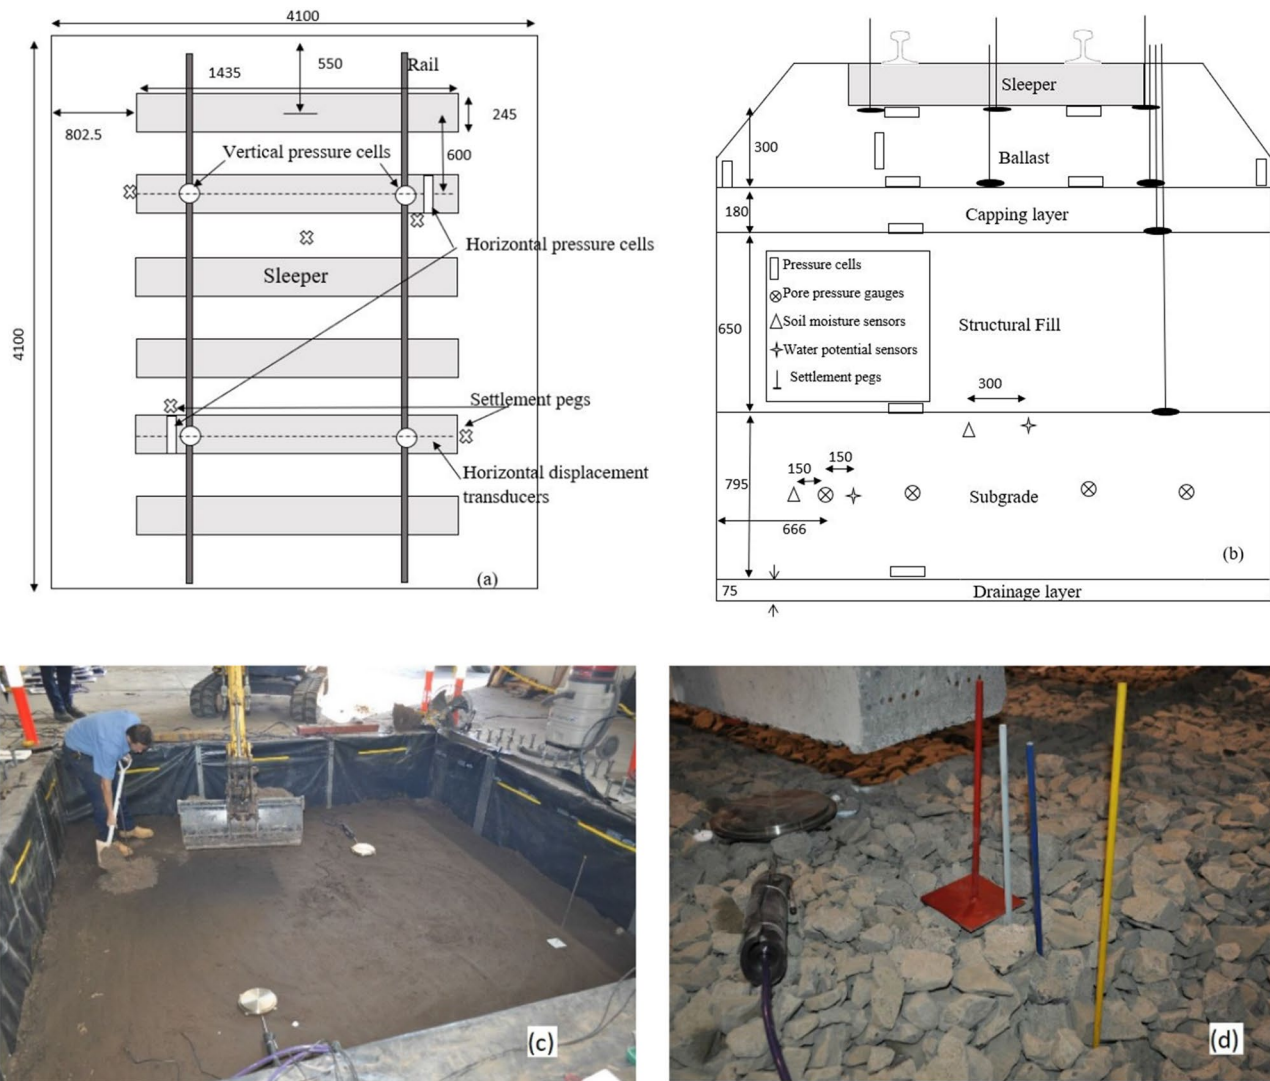 4100
1435
550
Rail
802.5
245
600
Vertical pressure cells
Horizontal pressure cells
Sleeper
4100
Settlement pegs
Horizontal displacement
transducers
(a)
Sleeper
300
Ballast
180
Capping layer
Pressure cells
Pore pressure gauges
Soil moisture sensors
Water potential sensors
Settlement pegs
650
Structural Fill
300
150
150
795
Subgrade
666
(b)
75
Drainage layer
(c)
(d)